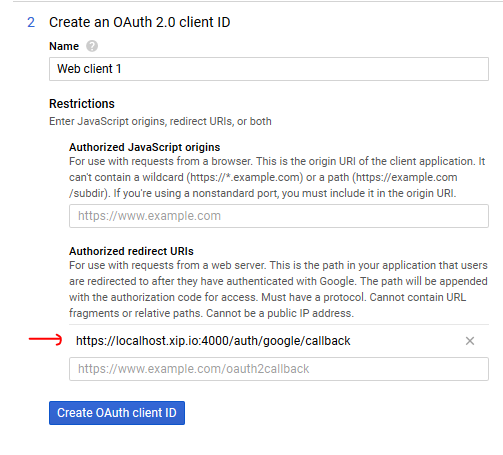 2 Create an OAuth 2.0 client ID
Name ?
Web client 1
Restrictions
Enter JavaScript origins, redirect URIs, or both
Authorized JavaScript origins
For use with requests from a browser. This is the origin URI of the client application. It
can't contain a wildcard (https://*.example.com) or a path (https://example.com
/subdir). If you're using a nonstandard port, you must include it in the origin URI.
https://www.example.com
Authorized redirect URIs
For use with requests from a web server. This is the path in your application that users
are redirected to after they have authenticated with Google. The path will be appended
with the authorization code for access. Must have a protocol. Cannot contain URL
fragments or relative paths. Cannot be a public IP address.
https://localhost.xip.io:4000/auth/google/callback
https://www.example.com/oauth2callback
Create OAuth client ID